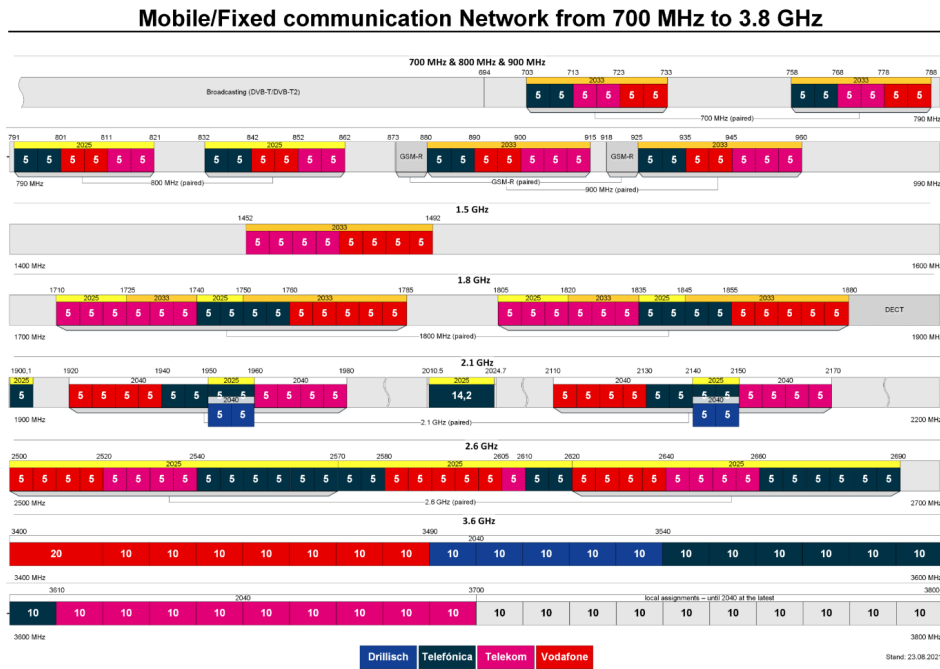 Mobile/Fixed communication Network from 700 MHz to 3.8 GHz
700 MHz & 800 MHz & 900 MHz
694 703 713 723 733 758 768 778 788
2033 2033
Broadcasting (DVB-T/DVB-T2) 5 5 5 5 5 5 5 5 5 5 5 5
700 MHz (paired) 790 MHz
791 801 811 821 832 842 852 862 873 880 890 900 915 918 925 935 945 960
2025 2025 2033 2033
5 5 5 5 5 5 5 5 5 5 5 5 GSM-R 5 5 5 5 5 5 5 GSM-R 5 5 5 5 5 5 5
790 MHz 800 MHz (paired) GSM-R (paired) 900 MHz (paired) 990 MHz
1.5 GHz
1452 1492
2033
5 5 5 5 5 5 5 5
1400 MHz 1600 MHz
1.8 GHz
1710 1725 1740 1750 1760 1785 1805 1820 1835 1845 1855 1880
2025 2033 2025 2033 2025 2033 2025 2033
5 5 5 5 5 5 5 5 5 5 5 5 5 5 5 5 5 5 5 5 5 5 5 5 5 5 5 5 5 5 DECT
1700 MHz 1800 MHz (paired) 1900 MHz
2.1 GHz
1900,1 1920 1930 1940 1950 1960 1980 2010.5 2024.7 2110 2130 2140 2150 2170
2025 2040 2025 2040 2025 2040 2025 2040
5 5 5 5 5 5 5 5 5 5 5 5 5 14,2 5 5 5 5 5 5 5 5 5 5 5 5
2040 2040
5 5 5 5
1900 MHz 2.1 GHz (paired) 2200 MHz
2.6 GHz
2500 2520 2540 2570 2580 2605 2610 2620 2640 2660 2690
2025 2025 2025
5 5 5 5 5 5 5 5 5 5 5 5 5 5 5 5 5 5 5 5 5 5 5 5 5 5 5 5 5 5 5 5 5 5 5 5 5 5
2500 MHz 2.6 GHz (paired) 2700 MHz
3.6 GHz
3400 3490 2040 3540
20 10 10 10 10 10 10 10 10 10 10 10 10 10 10 10 10 10 10
3400 MHz 3600 MHz
3610 2040 3700 local assignments – until 2040 at the latest 3800
10 10 10 10 10 10 10 10 10 10 10 10 10 10 10 10 10 10 10 10
3600 MHz 3800 MHz
Drillisch Telefónica Telekom Vodafone